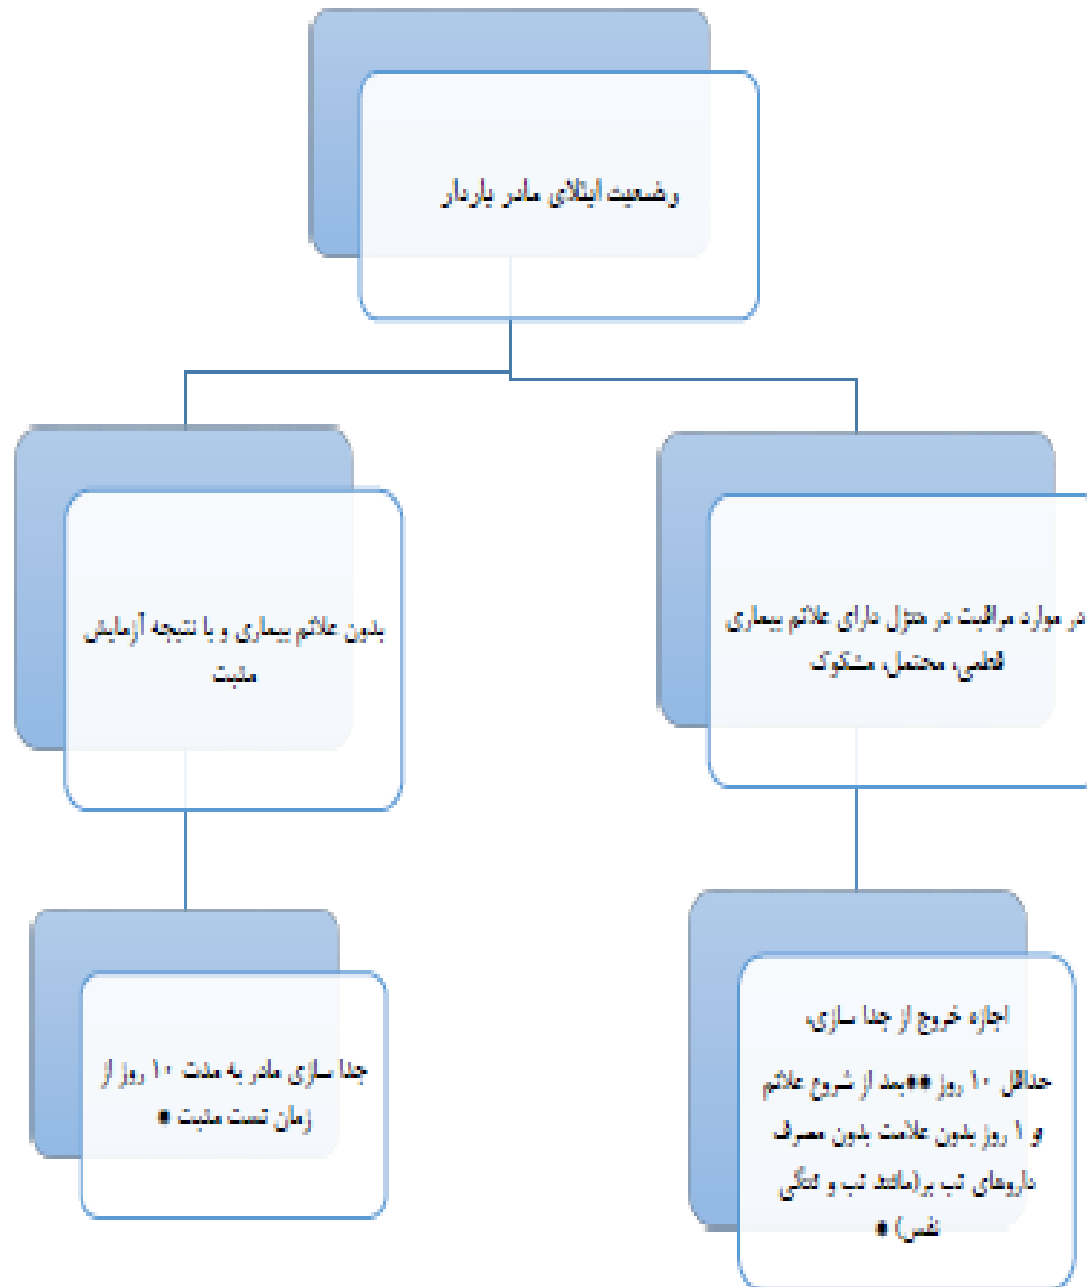 وضعیت ابتلای مادر باردار
در موارد مراقبت در منزل دارای علائم بیماری
قطعی، محتمل، مشکوک
اجازه خروج از جدا سازی،
حداقل ۱۰ روز **بعد از شروع علائم
و ۱ روز بدون علامت بدون مصرف
داروهای تب بر(مانند تب و تنگی
نفس) *
بدون علائم بیماری و با نتیجه آزمایش
مثبت
جدا سازی مادر به مدت ۱۰ روز از
زمان تست مثبت *